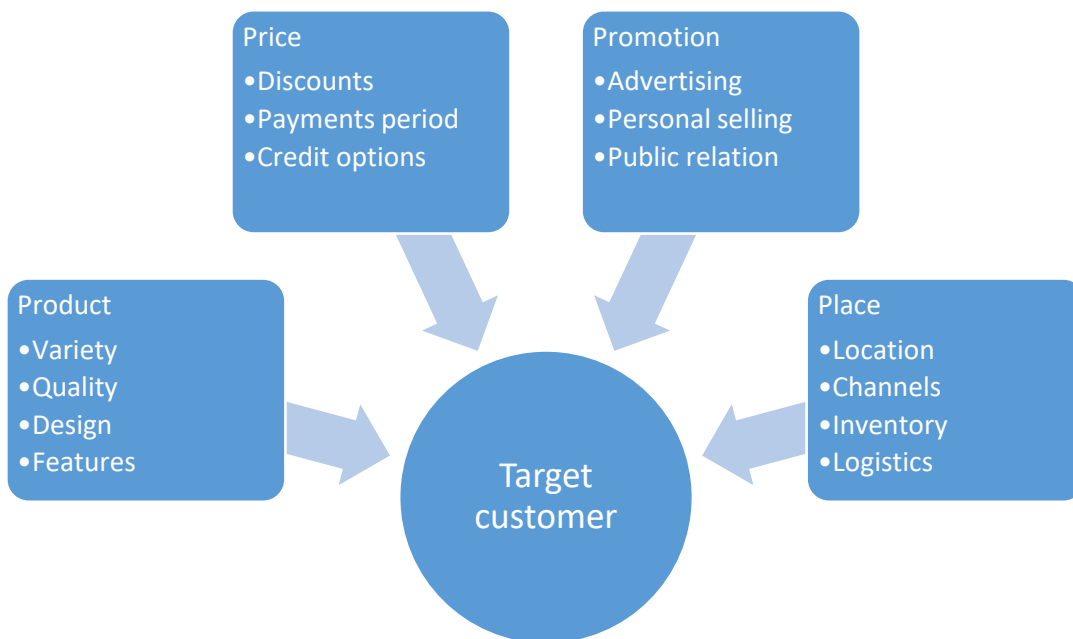 Price
•Discounts
•Payments period
•Credit options
Promotion
•Advertising
•Personal selling
•Public relation
Product
•Variety
•Quality
•Design
•Features
Place
•Location
•Channels
•Inventory
•Logistics
Target
customer